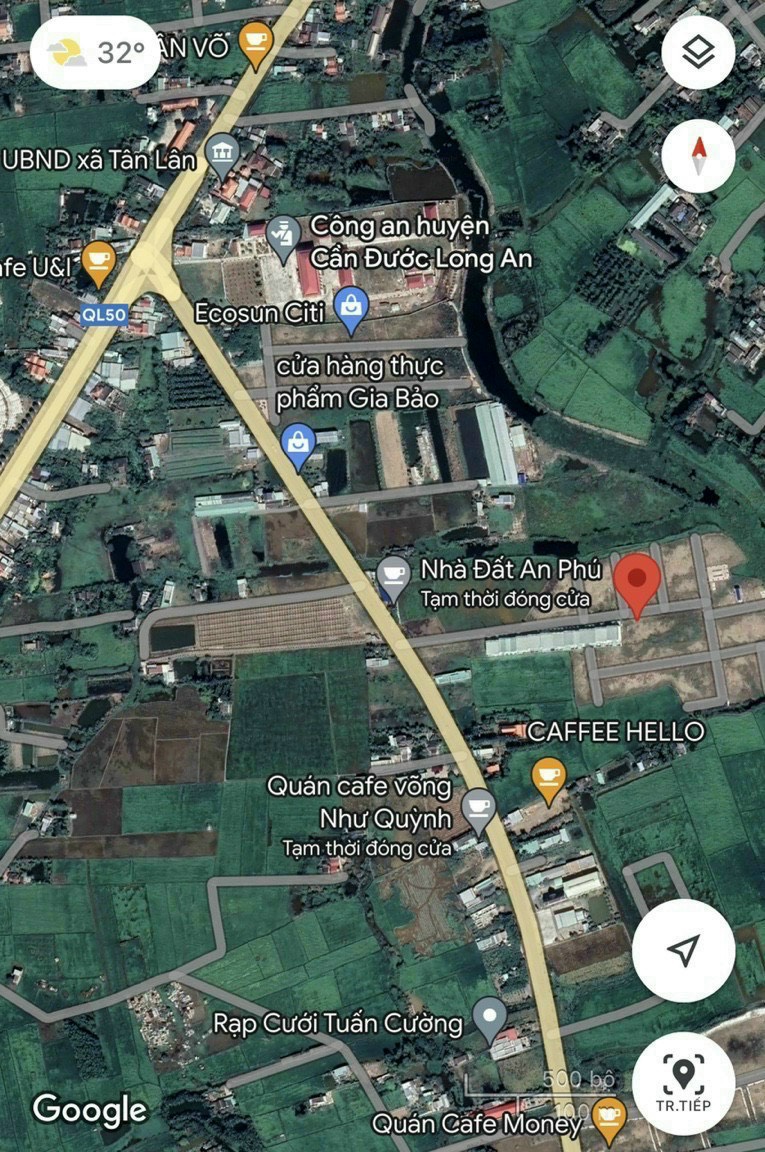 32°
ÂN VÕ
UBND xã Tân Lân
Công an huyện
Cần Đước Long An
afe U&I
QL50
Ecosun Citi
cửa hàng thực
phẩm Gia Bảo
Nhà Đất An Phú
Tạm thời đóng cửa
CAFFEE HELLO
Quán cafe võng
Như Quỳnh
Tạm thời đóng cửa
Rạp Cưới Tuấn Cường
500 bộ
100
TR.TIẾP
Google
Quán Cafe Money